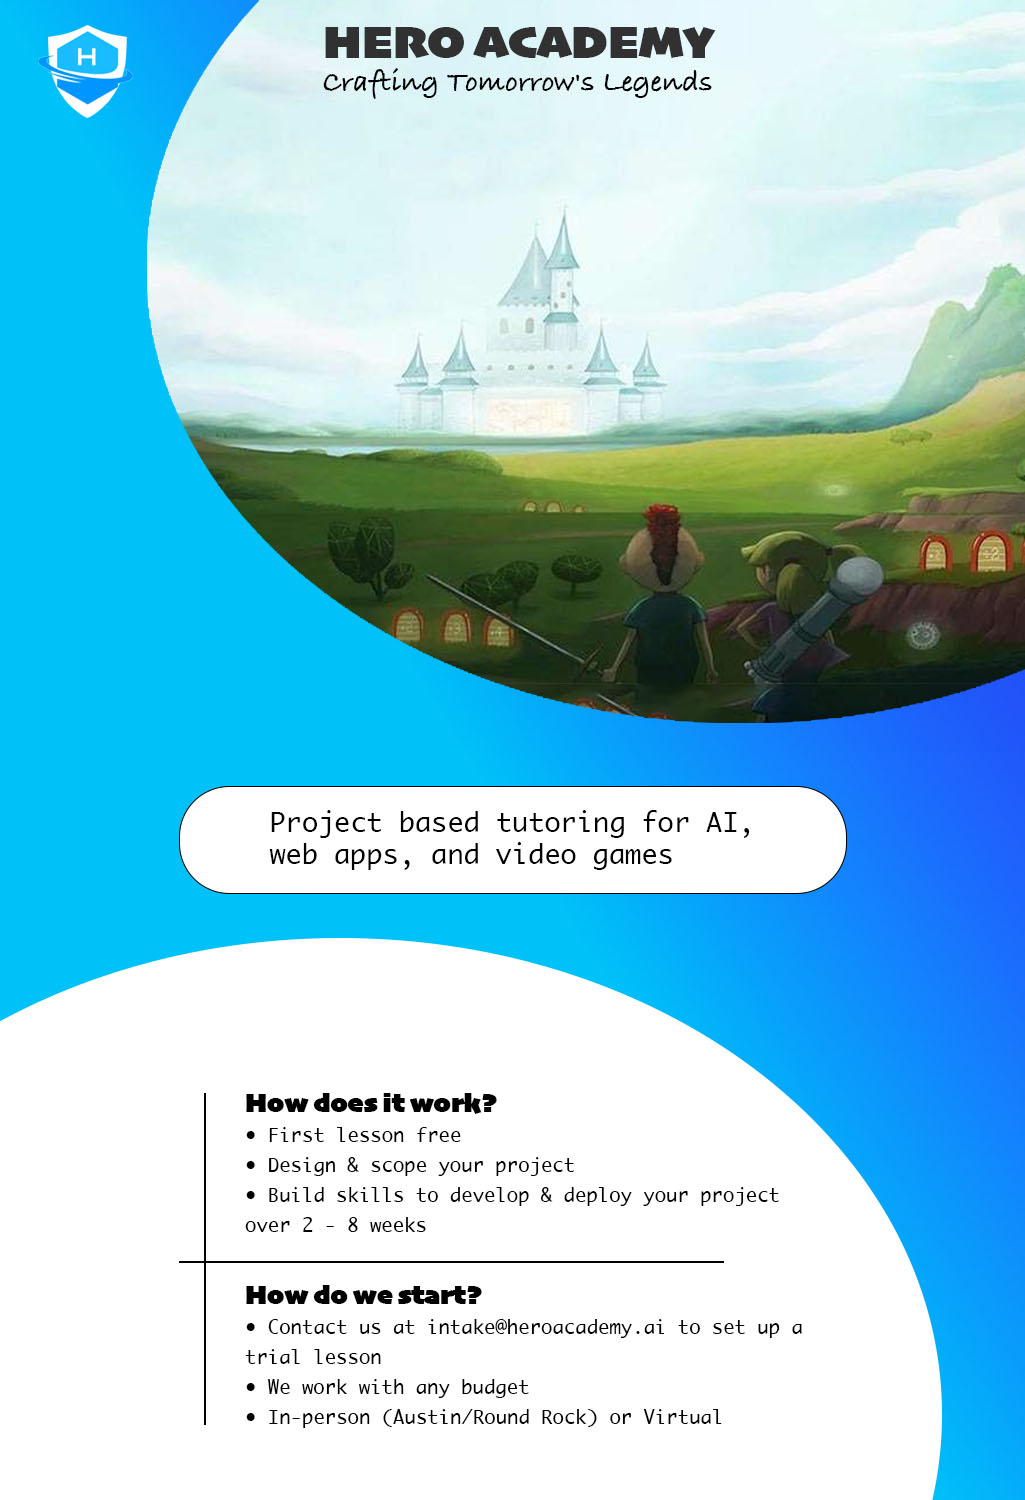 H
HERO ACADEMY
Crafting Tomorrow's Legends
Project based tutoring for AI,
web apps, and video games
How does it work?
• First lesson free
• Design & scope your project
• Build skills to develop & deploy your project
over 2 - 8 weeks
How do we start?
• Contact us at intake@heroacademy.ai to set up a
trial lesson
• We work with any budget
• In-person (Austin/Round Rock) or Virtual